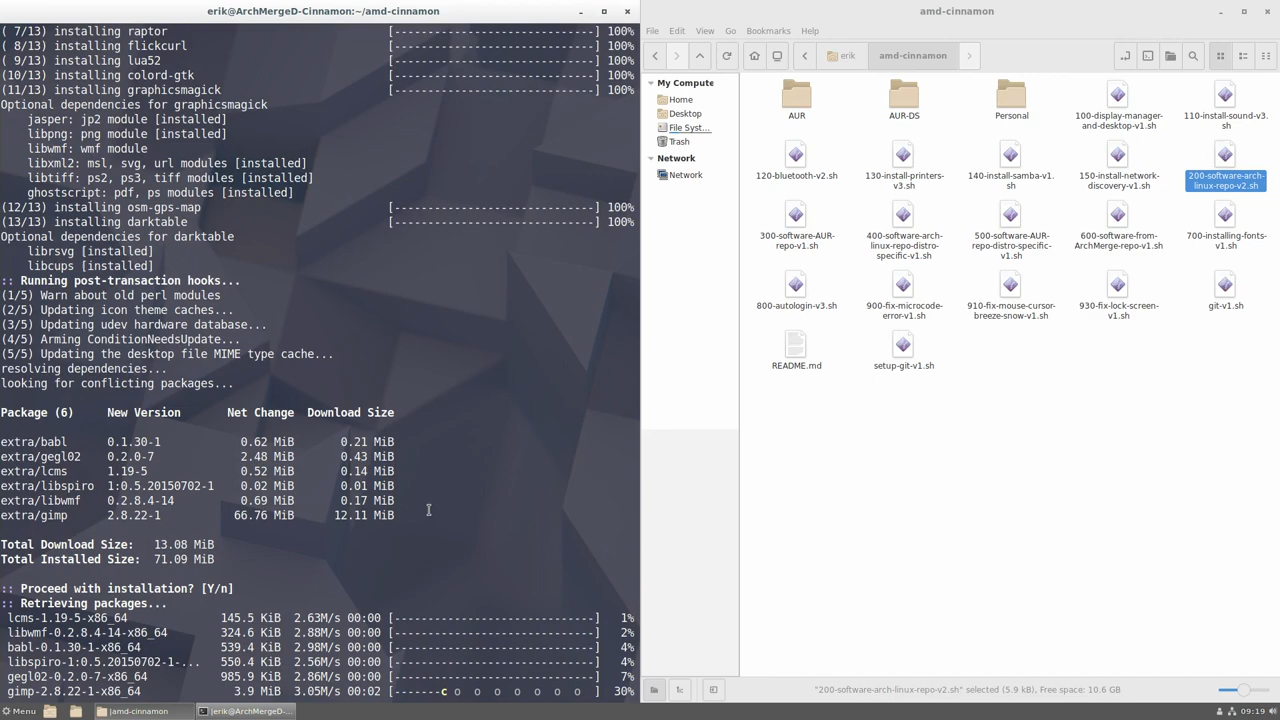 erik@ArchMergeD-Cinnamon:~/amd-cinnamon
( 7/13) installing raptor [----------------------------] 100%
( 8/13) installing flickcurl [----------------------------] 100%
( 9/13) installing lua52 [----------------------------] 100%
(10/13) installing colord-gtk [----------------------------] 100%
(11/13) installing graphicsmagick [----------------------------] 100%
Optional dependencies for graphicsmagick
jasper: jp2 module [installed]
libpng: png module [installed]
libwmf: wmf module
libxml2: msl, svg, url modules [installed]
libtiff: ps2, ps3, tiff modules [installed]
ghostscript: pdf, ps modules [installed]
(12/13) installing osm-gps-map [----------------------------] 100%
(13/13) installing darktable [----------------------------] 100%
Optional dependencies for darktable
librsvg [installed]
libcups [installed]
:: Running post-transaction hooks...
(1/5) Warn about old perl modules
(2/5) Updating icon theme caches...
(3/5) Updating udev hardware database...
(4/5) Arming ConditionNeedsUpdate...
(5/5) Updating the desktop file MIME type cache...
resolving dependencies...
looking for conflicting packages...
Package (6) New Version Net Change Download Size
extra/babl 0.1.30-1 0.62 MiB 0.21 MiB
extra/gegl02 0.2.0-7 2.48 MiB 0.43 MiB
extra/lcms 1.19-5 0.52 MiB 0.14 MiB
extra/libspiro 1:0.5.20150702-1 0.02 MiB 0.01 MiB
extra/libwmf 0.2.8.4-14 0.69 MiB 0.17 MiB
extra/gimp 2.8.22-1 66.76 MiB 12.11 MiB
Total Download Size: 13.08 MiB
Total Installed Size: 71.09 MiB
:: Proceed with installation? [Y/n]
:: Retrieving packages...
lcms-1.19-5-x86_64 145.5 KiB 2.63M/s 00:00 [----------------------------] 1%
libwmf-0.2.8.4-14-x86_64 324.6 KiB 2.88M/s 00:00 [----------------------------] 2%
babl-0.1.30-1-x86_64 539.4 KiB 2.98M/s 00:00 [----------------------------] 4%
libspiro-1:0.5.20150702-1-... 550.4 KiB 2.56M/s 00:00 [----------------------------] 4%
gegl02-0.2.0-7-x86_64 985.9 KiB 2.86M/s 00:00 [----------------------------] 7%
gimp-2.8.22-1-x86_64 3.9 MiB 3.05M/s 00:02 [-------c o o o o o o o ] 30%
amd-cinnamon
File Edit View Go Bookmarks Help
erik amd-cinnamon
My Compute
Home
Desktop
File Syst...
Trash
Network
Network
AUR
AUR-DS
Personal
100-display-manager-
and-desktop-v1.sh
110-install-sound-v3.
sh
120-bluetooth-v2.sh
130-install-printers-
v3.sh
140-install-samba-v1.
sh
150-install-network-
discovery-v1.sh
200-software-arch-
linux-repo-v2.sh
300-software-AUR-
repo-v1.sh
400-software-arch-
linux-repo-distro-
specific-v1.sh
500-software-AUR-
repo-distro-specific-
v1.sh
600-software-from-
ArchMerge-repo-v1.sh
700-installing-fonts-
v1.sh
800-autologin-v3.sh
900-fix-microcode-
error-v1.sh
910-fix-mouse-cursor-
breeze-snow-v1.sh
930-fix-lock-screen-
v1.sh
git-v1.sh
README.md
setup-git-v1.sh
"200-software-arch-linux-repo-v2.sh" selected (5.9 kB), Free space: 10.6 GB
Menu
|amd-cinnamon
|erik@ArchMergeD-C...
09:19